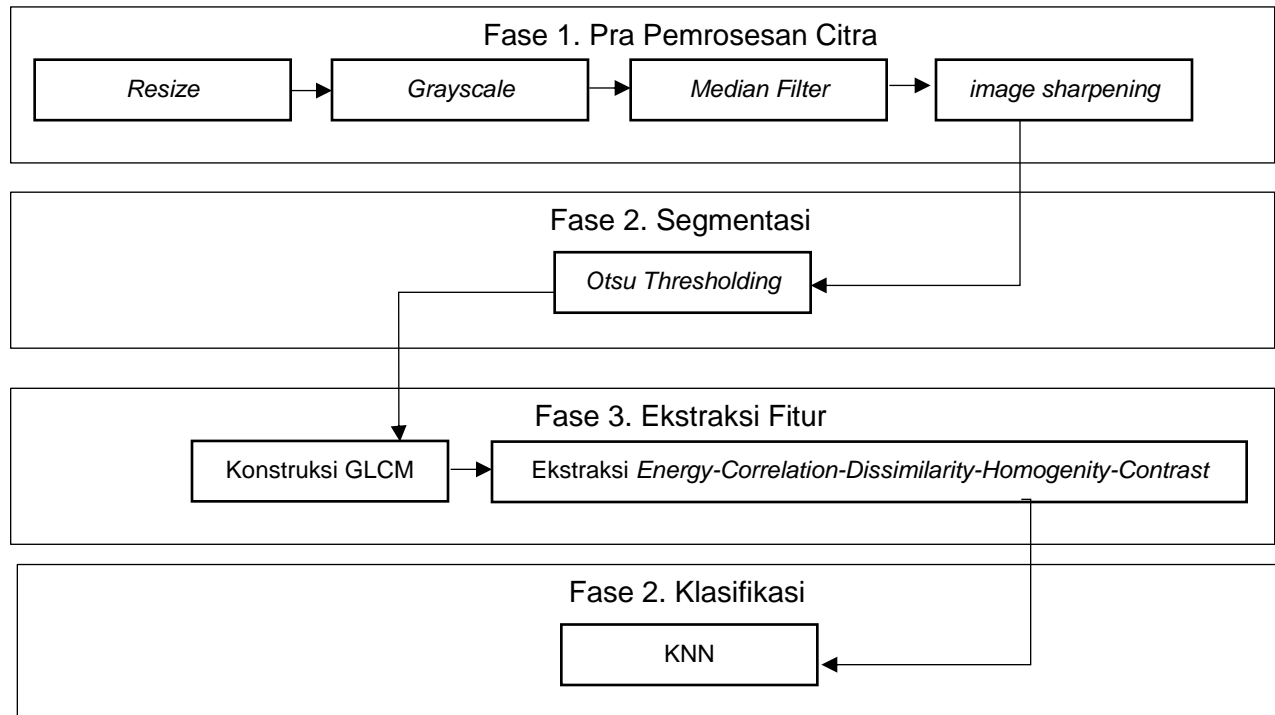 Fase 1. Pra Pemrosesan Citra
Resize
Grayscale
Median Filter
image sharpening
Fase 2. Segmentasi
Otsu Thresholding
Fase 3. Ekstraksi Fitur
Konstruksi GLCM
Ekstraksi Energy-Correlation-Dissimilarity-Homogenity-Contrast
Fase 2. Klasifikasi
KNN